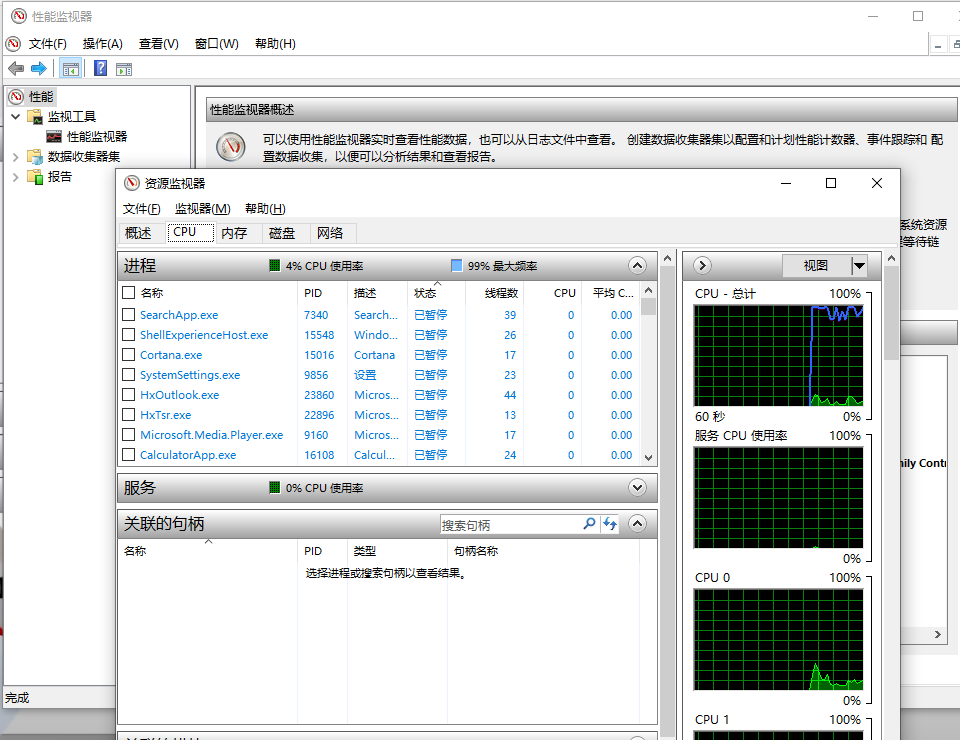 性能监视器
文件(F) 操作(A) 查看(V) 窗口(W) 帮助(H)
性能
监视工具
性能监视器
数据收集器集
报告
性能监视器概述
可以使用性能监视器实时查看性能数据，也可以从日志文件中查看。 创建数据收集器集以配置和计划性能计数器、事件跟踪和 配
置数据收集，以便可以分析结果和查看报告。
系统资源
等待链
资源监视器
文件(F) 监视器(M) 帮助(H)
概述 CPU 内存 磁盘 网络
进程 4% CPU 使用率 99% 最大频率
名称 PID 描述 状态 线程数 CPU 平均 C...
SearchApp.exe 7340 Search... 已暂停 39 0 0.00
ShellExperienceHost.exe 15548 Windo... 已暂停 26 0 0.00
Cortana.exe 15016 Cortana 已暂停 17 0 0.00
SystemSettings.exe 9856 设置 已暂停 23 0 0.00
HxOutlook.exe 23860 Micros... 已暂停 44 0 0.00
HxTsr.exe 22896 Micros... 已暂停 13 0 0.00
Microsoft.Media.Player.exe 9160 Micros... 已暂停 17 0 0.00
CalculatorApp.exe 16108 Calcul... 已暂停 24 0 0.00
服务 0% CPU 使用率
关联的句柄 搜索句柄
名称 PID 类型 句柄名称
选择进程或搜索句柄以查看结果。
视图
CPU - 总计 100%
60 秒 0%
服务 CPU 使用率 100%
0%
CPU 0 100%
0%
CPU 1 100%
mily Contr
完成